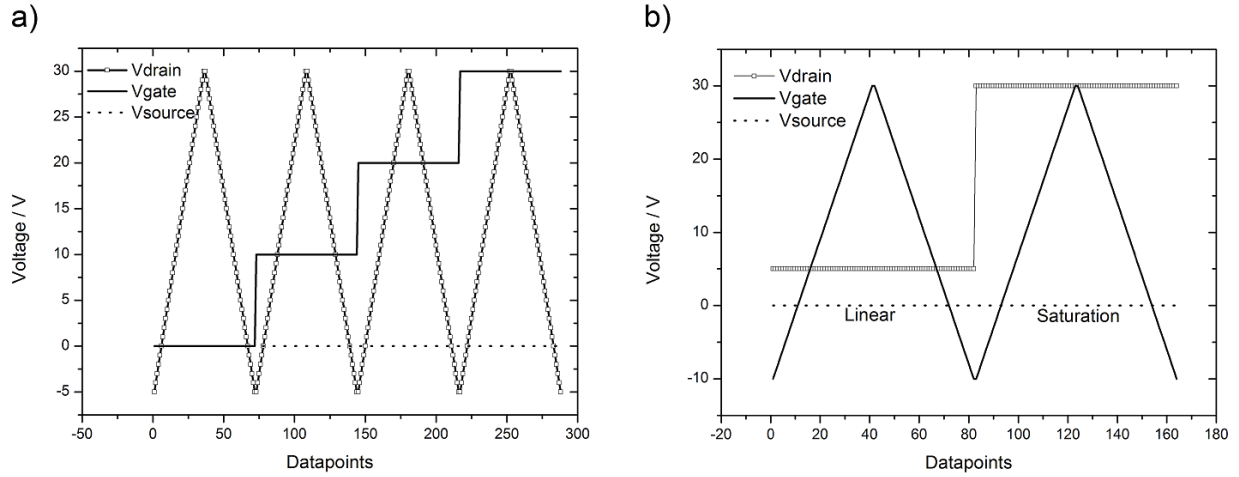 a)
30
25
20
15
10
5
0
-5
Voltage / V
Vdrain
Vgate
Vsource
-50 0 50 100 150 200 250 300
Datapoints
b)
30
20
10
0
-10
Voltage / V
Vdrain
Vgate
Vsource
Linear Saturation
-20 0 20 40 60 80 100 120 140 160 180
Datapoints